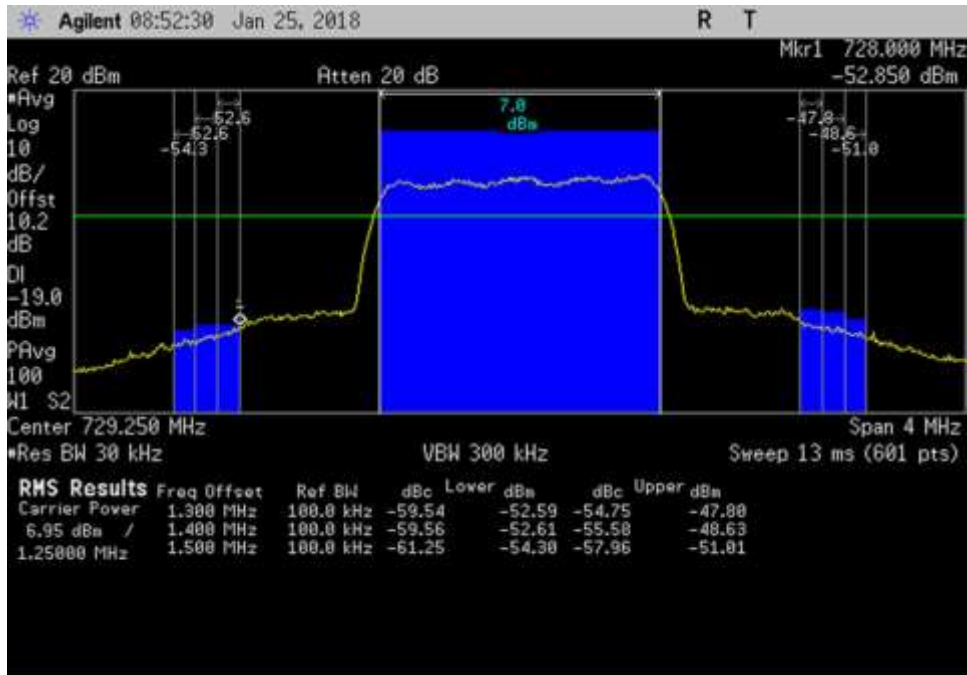 Agilent 08:52:30 Jan 25, 2018 R T
Mkr1 728.000 MHz
Ref 20 dBm Atten 20 dB -52.850 dBm
*Avg
Log
10
dB/
Offst
10.2
dB
DI
-19.0
dBm
PAvg
100
W1 S2
7.0
dBm
-52.6
-52.6
-54.3
-47.8
-48.6
-51.0
Center 729.250 MHz Span 4 MHz
*Res BW 30 kHz VBW 300 kHz Sweep 13 ms (601 pts)
RMS Results Freq Offset Ref BW dBc Lower dBm dBc Upper dBm
Carrier Power 1.300 MHz 100.0 kHz -59.54 -52.59 -54.75 -47.80
6.95 dBm / 1.400 MHz 100.0 kHz -59.56 -52.61 -55.58 -48.63
1.25000 MHz 1.500 MHz 100.0 kHz -61.25 -54.30 -57.96 -51.01